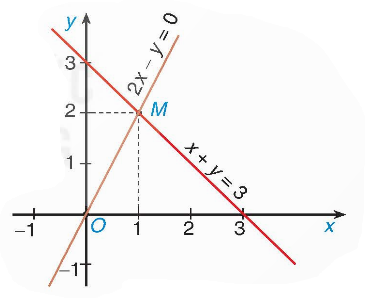 y
2x – y = 0
3
2
M
1
x + y = 3
–1
O
1
2
3
x
–1